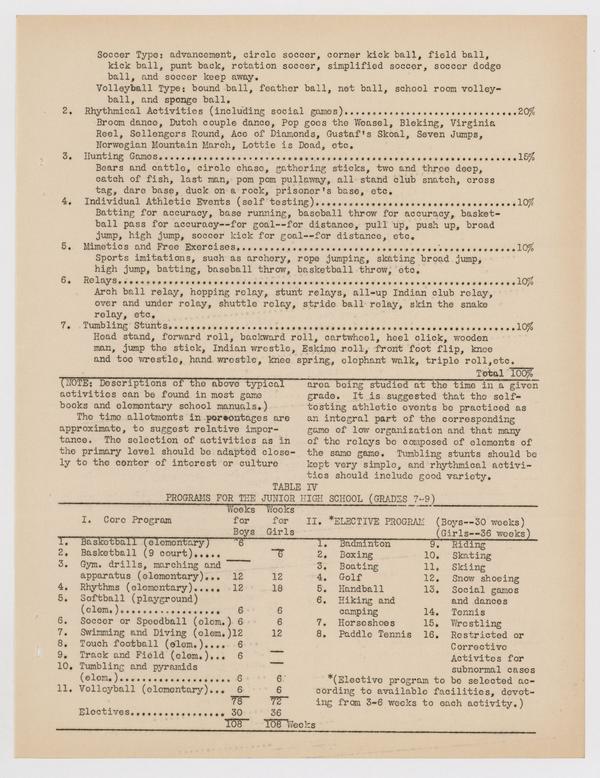 Soccer Type: advancement, circle soccer, corner kick ball, field ball,
kick ball, punt back, rotation soccer, simplified soccer, soccer dodge
ball, and soccer keep away.
Volleyball Type: bound ball, feather ball, net ball, school room volley-
ball, and sponge ball.
2. Rhythmical Activities (including social games)............................20%
Broom dance, Dutch couple dance, Pop goes the Weasel, Bleking, Virginia
Reel, Sellengers Round, Ace of Diamonds, Gustaf's Skoal, Seven Jumps,
Norwegian Mountain March, Lottie is Dead, etc.
3. Hunting Games............................................................15%
Bears and cattle, circle chase, gathering sticks, two and three deep,
catch of fish, last man, pom pom pullaway, all stand club snatch, cross
tag, dare base, duck on a rock, prisoner's base, etc.
4. Individual Athletic Events (self testing).................................10%
Batting for accuracy, base running, baseball throw for accuracy, basket-
ball pass for accuracy--for goal--for distance, pull up, push up, broad
jump, high jump, soccer kick for goal--for distance, etc.
5. Mimetics and Free Exercises...............................................10%
Sports imitations, such as archery, rope jumping, skating broad jump,
high jump, batting, baseball throw, basketball throw, etc.
6. Relays...................................................................10%
Arch ball relay, hopping relay, stunt relays, all-up Indian club relay,
over and under relay, shuttle relay, stride ball relay, skin the snake
relay, etc.
7. Tumbling Stunts..........................................................10%
Head stand, forward roll, backward roll, cartwheel, heel click, wooden
man, jump the stick, Indian wrestle, Eskimo roll, front foot flip, knee
and toe wrestle, hand wrestle, knee spring, elephant walk, triple roll,etc.
Total 100%
(NOTE: Descriptions of the above typical
activities can be found in most game
books and elementary school manuals.)
The time allotments in percentages are
approximate, to suggest relative impor-
tance. The selection of activities as in
the primary level should be adapted close-
ly to the center of interest or culture
area being studied at the time in a given
grade. It is suggested that the self-
testing athletic events be practiced as
an integral part of the corresponding
game of low organization and that many
of the relays be composed of elements of
the same game. Tumbling stunts should be
kept very simple, and rhythmical activi-
ties should include good variety.
TABLE IV
PROGRAMS FOR THE JUNIOR HIGH SCHOOL (GRADES 7-9)
Weeks Weeks
I. Core Program for for
Boys Girls
1. Basketball (elementary) 6
2. Basketball (9 court)..... 6
3. Gym. drills, marching and
apparatus (elementary)... 12 12
4. Rhythms (elementary)..... 12 18
5. Softball (playground)
(elem.).................. 6 6
6. Soccer or Speedball (elem.) 6 6
7. Swimming and Diving (elem.)12 12
8. Touch football (elem.).... 6
9. Track and Field (elem.)... 6
10. Tumbling and pyramids
(elem.).................. 6 6
11. Volleyball (elementary)... 6 6
78 72
Electives................ 30 36
108 108 Weeks
II. *ELECTIVE PROGRAM (Boys--30 weeks)
(Girls--36 weeks)
1. Badminton
2. Boxing
3. Boating
4. Golf
5. Handball
6. Hiking and
camping
7. Horseshoes
8. Paddle Tennis
9. Riding
10. Skating
11. Skiing
12. Snow shoeing
13. Social games
and dances
14. Tennis
15. Wrestling
16. Restricted or
Corrective
Activites for
subnormal cases
*(Elective program to be selected ac-
cording to available facilities, devot-
ing from 3-6 weeks to each activity.)